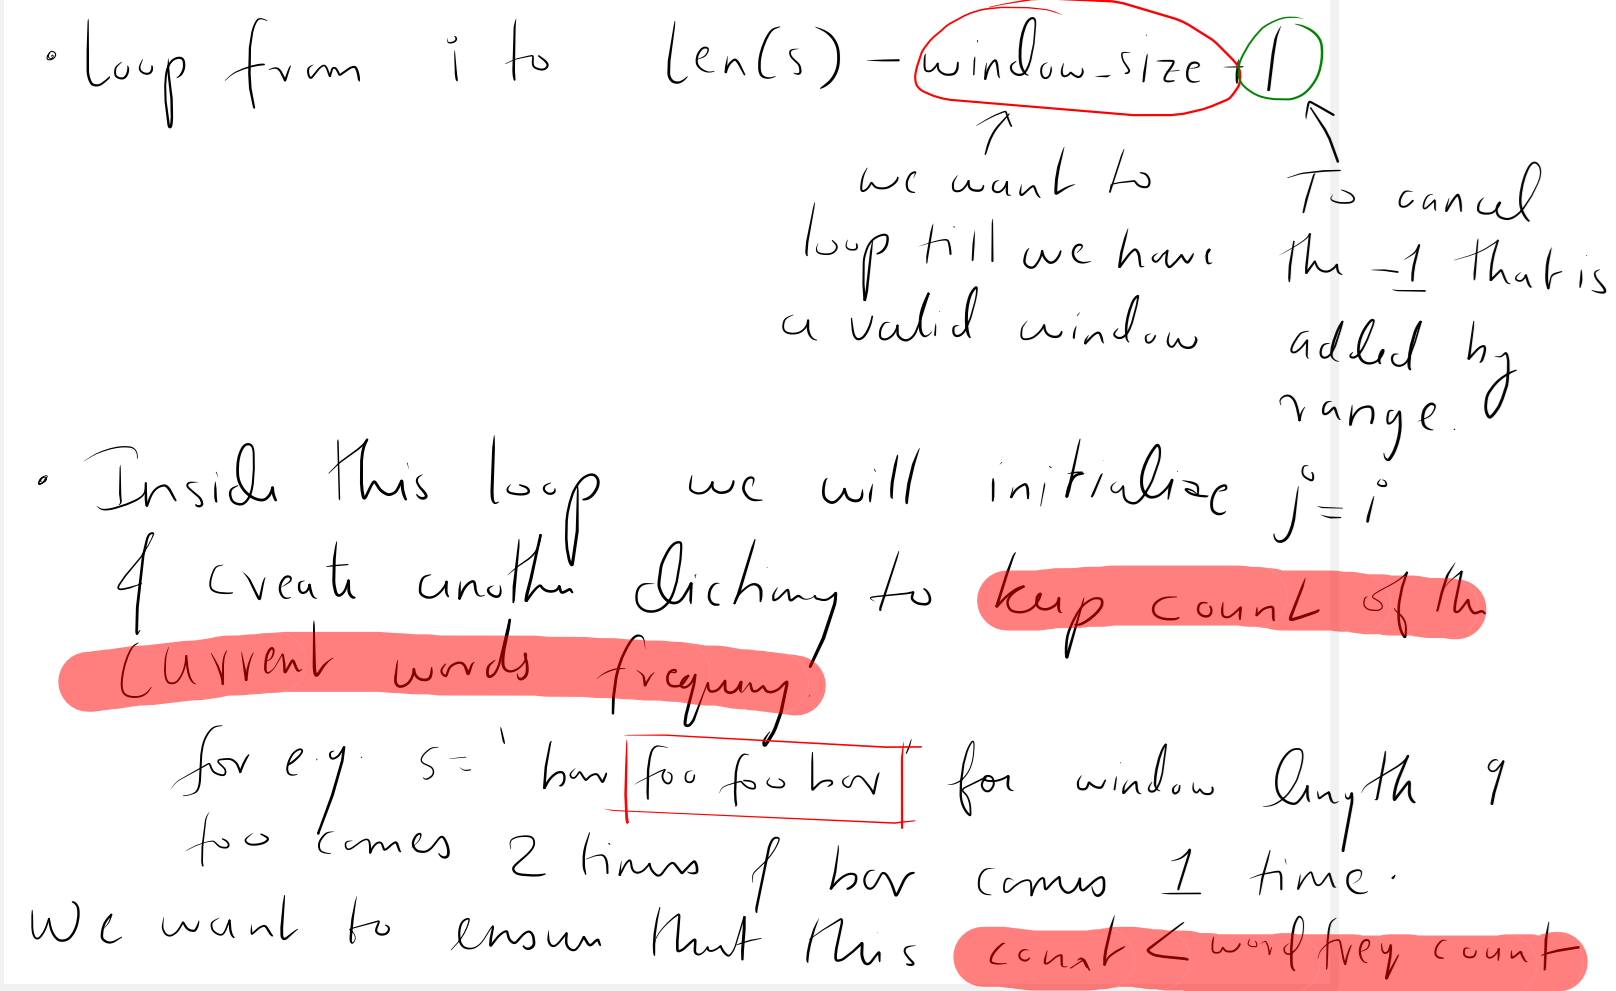 • Loop from i to len(s) - window_size + 1
we want to
loop till we have
a valid window
To cancel
the -1 that is
added by
range.
• Inside this loop we will initialize j = i
& create another dictionary to keep count of the
current words frequency.
for e.g. s = ' bar foo foo bar ' for window length 9
foo comes 2 times & bar comes 1 time.
We want to ensure that this count < word freq count